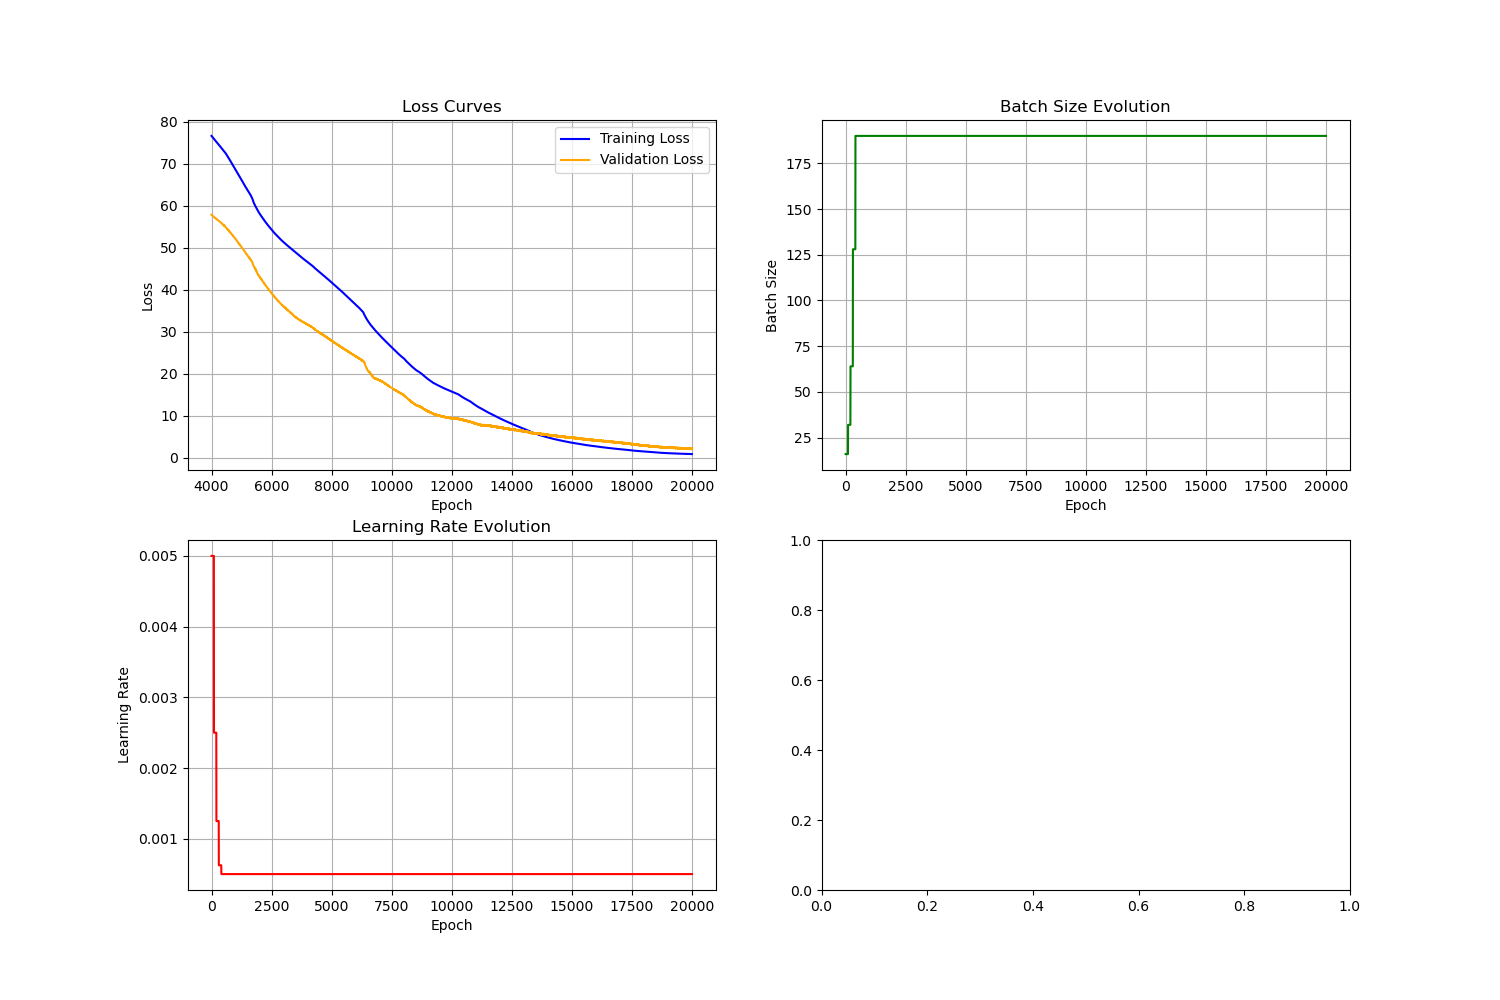 Loss Curves
80
70
60
50
40
30
20
10
0
Loss
Training Loss
Validation Loss
4000 6000 8000 10000 12000 14000 16000 18000 20000
Epoch
Batch Size Evolution
175
150
125
100
75
50
25
Batch Size
0 2500 5000 7500 10000 12500 15000 17500 20000
Epoch
Learning Rate Evolution
0.005
0.004
0.003
0.002
0.001
Learning Rate
0 2500 5000 7500 10000 12500 15000 17500 20000
Epoch
1.0
0.8
0.6
0.4
0.2
0.0
0.0 0.2 0.4 0.6 0.8 1.0